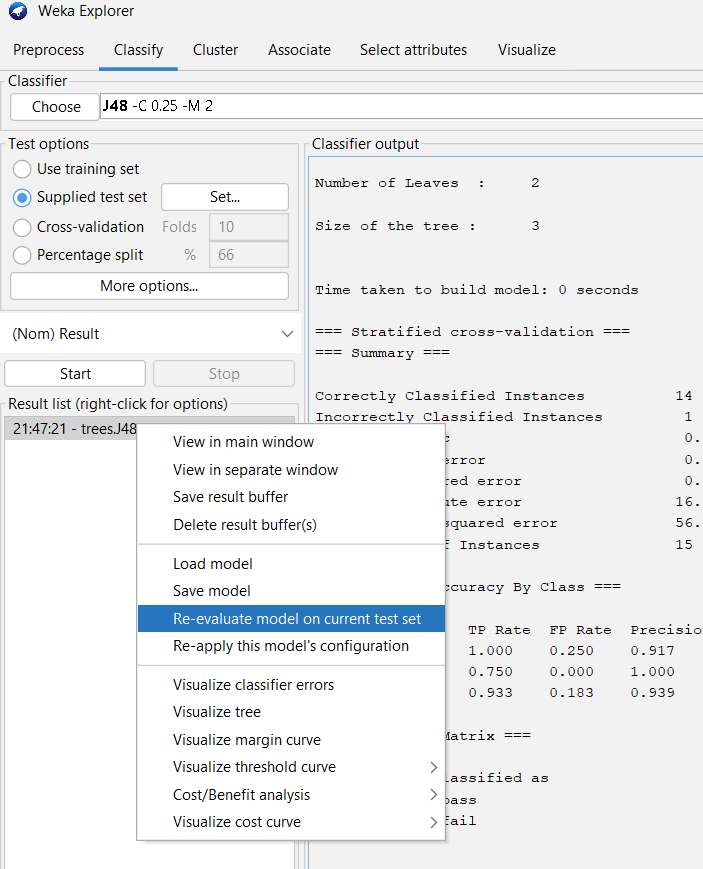 Weka Explorer
Preprocess Classify Cluster Associate Select attributes Visualize
Classifier
Choose J48 -C 0.25 -M 2
Test options
Use training set
Supplied test set Set...
Cross-validation Folds 10
Percentage split % 66
More options...
(Nom) Result
Start Stop
Result list (right-click for options)
21:47:21 - trees.J48
View in main window
View in separate window
Save result buffer
Delete result buffer(s)
Load model
Save model
Re-evaluate model on current test set
Re-apply this model's configuration
Visualize classifier errors
Visualize tree
Visualize margin curve
Visualize threshold curve
Cost/Benefit analysis
Visualize cost curve
Classifier output
Number of Leaves : 2
Size of the tree : 3
Time taken to build model: 0 seconds
=== Stratified cross-validation ===
=== Summary ===
Correctly Classified Instances 14
Incorrectly Classified Instances 1
c 0.
error 0.
red error 0.
ute error 16.
squared error 56.
f Instances 15
ccuracy By Class ===
TP Rate FP Rate Precisio
1.000 0.250 0.917
0.750 0.000 1.000
0.933 0.183 0.939
Matrix ===
lassified as
pass
fail